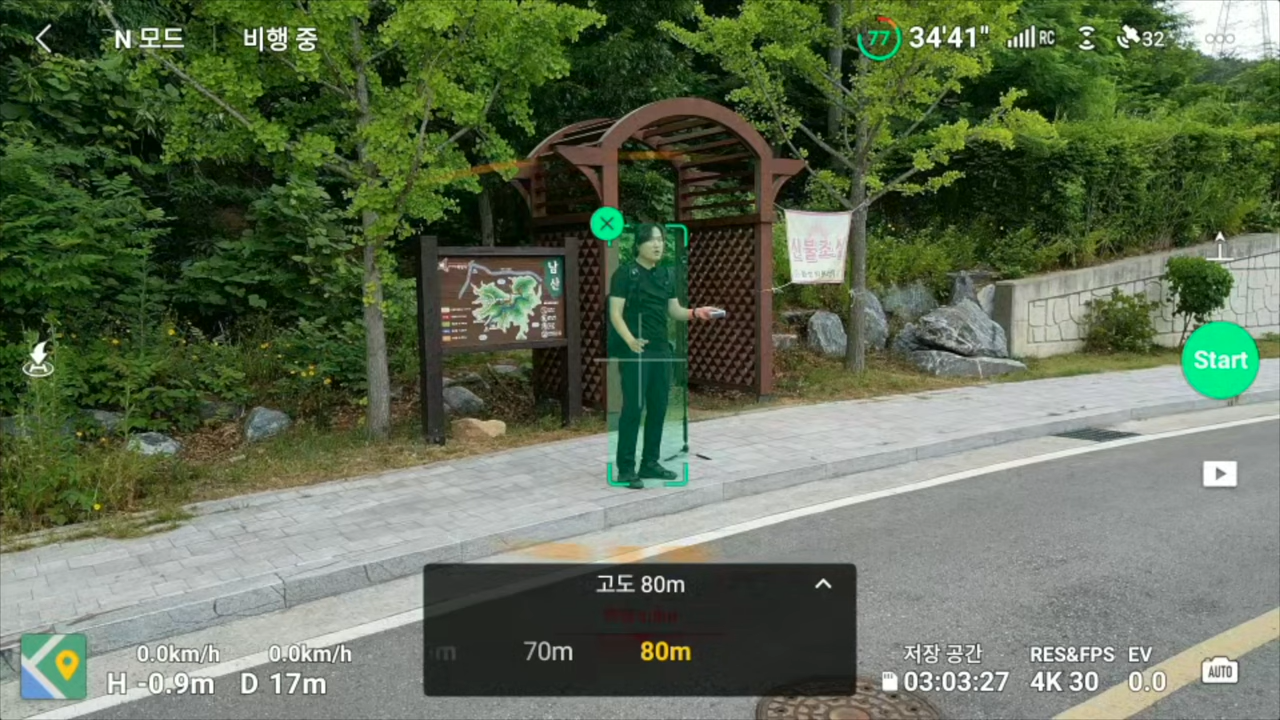 N 모드
비행 중
77
34'41"
RC
32
남산
Start
고도 80m
70m
80m
0.0km/h
0.0km/h
H -0.9m
D 17m
저장 공간
03:03:27
RES&FPS
4K 30
EV
0.0
AUTO